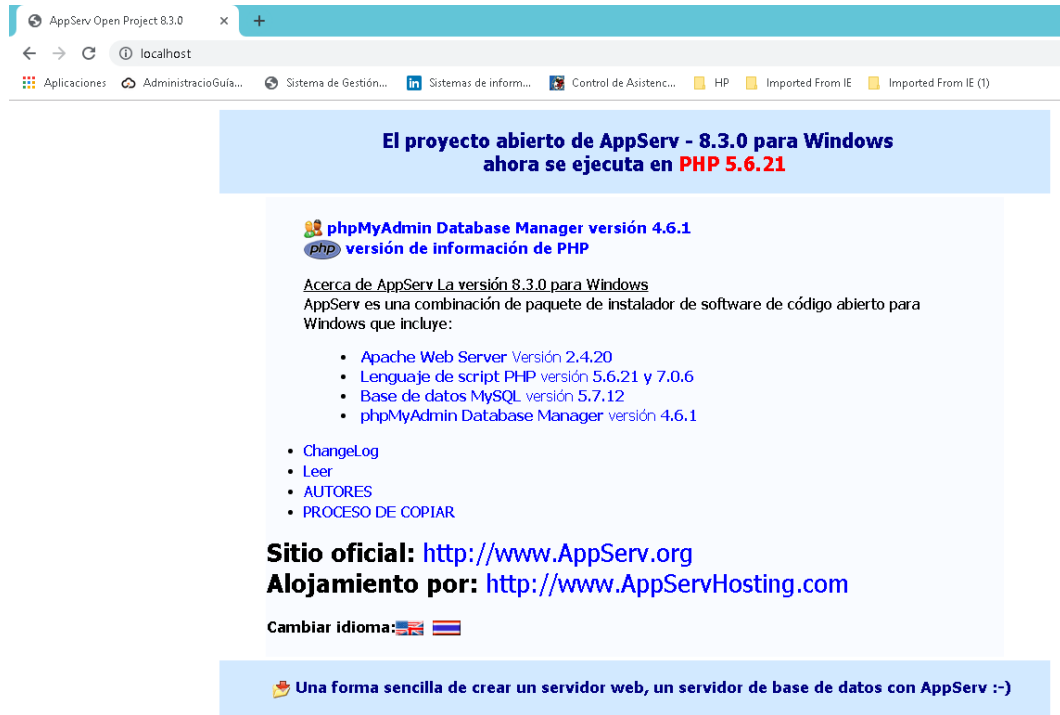 AppServ Open Project 8.3.0
localhost
Aplicaciones AdministracioGuía... Sistema de Gestión... Sistemas de inform... Control de Asistenc... HP Imported From IE Imported From IE (1)
El proyecto abierto de AppServ - 8.3.0 para Windows
ahora se ejecuta en PHP 5.6.21
phpMyAdmin Database Manager versión 4.6.1
php versión de información de PHP
Acerca de AppServ La versión 8.3.0 para Windows
AppServ es una combinación de paquete de instalador de software de código abierto para
Windows que incluye:
• Apache Web Server Versión 2.4.20
• Lenguaje de script PHP versión 5.6.21 y 7.0.6
• Base de datos MySQL versión 5.7.12
• phpMyAdmin Database Manager versión 4.6.1
• ChangeLog
• Leer
• AUTORES
• PROCESO DE COPIAR
Sitio oficial: http://www.AppServ.org
Alojamiento por: http://www.AppServHosting.com
Cambiar idioma:
Una forma sencilla de crear un servidor web, un servidor de base de datos con AppServ :-)